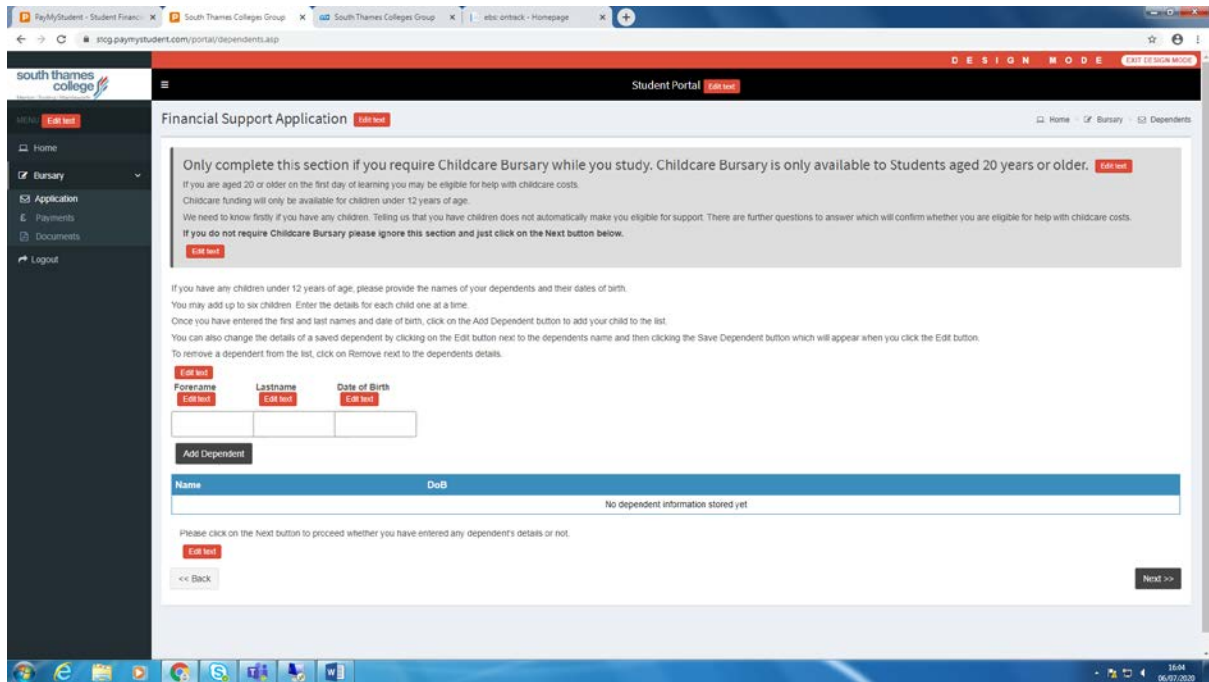 PayMyStudent - Student Financi
South Thames Colleges Group
South Thames Colleges Group
ebs: ontrack - Homepage
stcg.paymystudent.com/portal/dependents.asp
DESIGN MODE EXIT DESIGN MODE
south thames college
Student Portal Edit text
MENU Edit text
Financial Support Application Edit text
Home Bursary Dependents
Home
Bursary
Application
Payments
Documents
Logout
Only complete this section if you require Childcare Bursary while you study. Childcare Bursary is only available to Students aged 20 years or older. Edit text
If you are aged 20 or older on the first day of learning you may be eligible for help with childcare costs.
Childcare funding will only be available for children under 12 years of age.
We need to know firstly if you have any children. Telling us that you have children does not automatically make you eligible for support. There are further questions to answer which will confirm whether you are eligible for help with childcare costs.
If you do not require Childcare Bursary please ignore this section and just click on the Next button below.
Edit text
If you have any children under 12 years of age, please provide the names of your dependents and their dates of birth.
You may add up to six children. Enter the details for each child one at a time.
Once you have entered the first and last names and date of birth, click on the Add Dependent button to add your child to the list.
You can also change the details of a saved dependent by clicking on the Edit button next to the dependents name and then clicking the Save Dependent button which will appear when you click the Edit button.
To remove a dependent from the list, click on Remove next to the dependents details.
Edit text
Forename Lastname Date of Birth
Edit text Edit text Edit text
Add Dependent
Name DoB
No dependent information stored yet
Please click on the Next button to proceed whether you have entered any dependent's details or not.
Edit text
<< Back
Next >>
16:04
06/07/2020